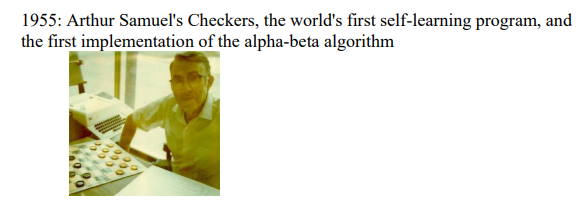 1955: Arthur Samuel's Checkers, the world's first self-learning program, and
the first implementation of the alpha-beta algorithm